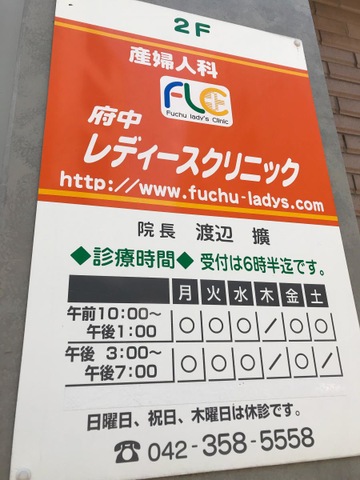 2F
産婦人科
FLC
Fuchu lady's Clinic
府中
レディースクリニック
http://www.fuchu-ladys.com
院長 渡辺 擴
◆診療時間◆ 受付は6時半迄です。
月 火 水 木 金 土
午前10:00～
午後1:00 ○ ○ ○ / ○ ○
午後 3:00～
午後7:00 ○ ○ ○ / ○ ○
日曜日、祝日、木曜日は休診です。
☎042-358-5558